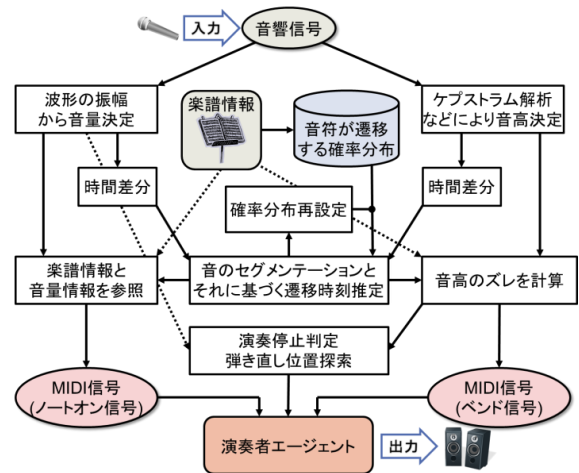 入力
音響信号
波形の振幅
から音量決定
楽譜情報
音符が遷移
する確率分布
ケプストラム解析
などにより音高決定
時間差分
確率分布再設定
時間差分
楽譜情報と
音量情報を参照
音のセグメンテーションと
それに基づく遷移時刻推定
音高のズレを計算
演奏停止判定
弾き直し位置探索
MIDI信号
(ノートオン信号)
MIDI信号
(ベンド信号)
演奏者エージェント
出力